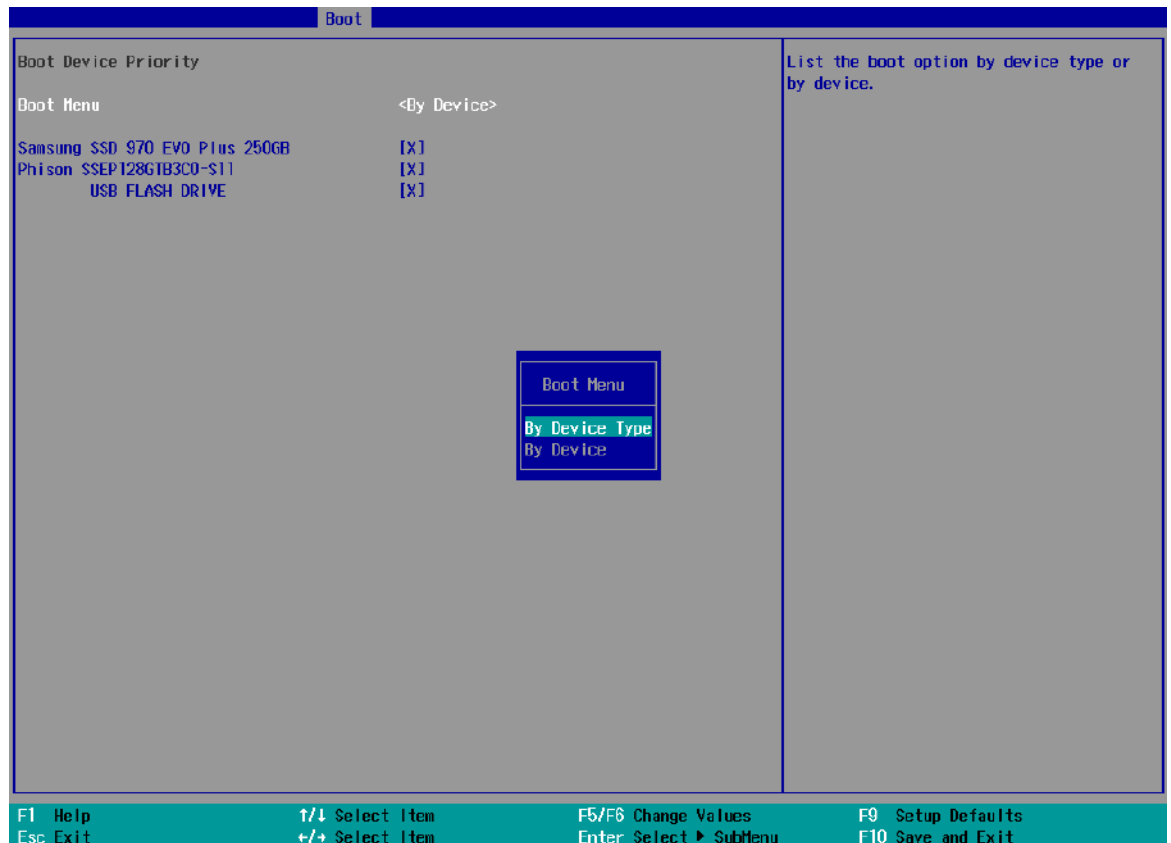 Boot
Boot Device Priority
List the boot option by device type or
by device.
Boot Menu <By Device>
Samsung SSD 970 EVO Plus 250GB [X]
Phison SSEP128GTB3C0-S11 [X]
USB FLASH DRIVE [X]
Boot Menu
By Device Type
By Device
F1 Help ↑/↓ Select Item F5/F6 Change Values F9 Setup Defaults
Esc Exit ←/→ Select Item Enter Select ▶ SubMenu F10 Save and Exit